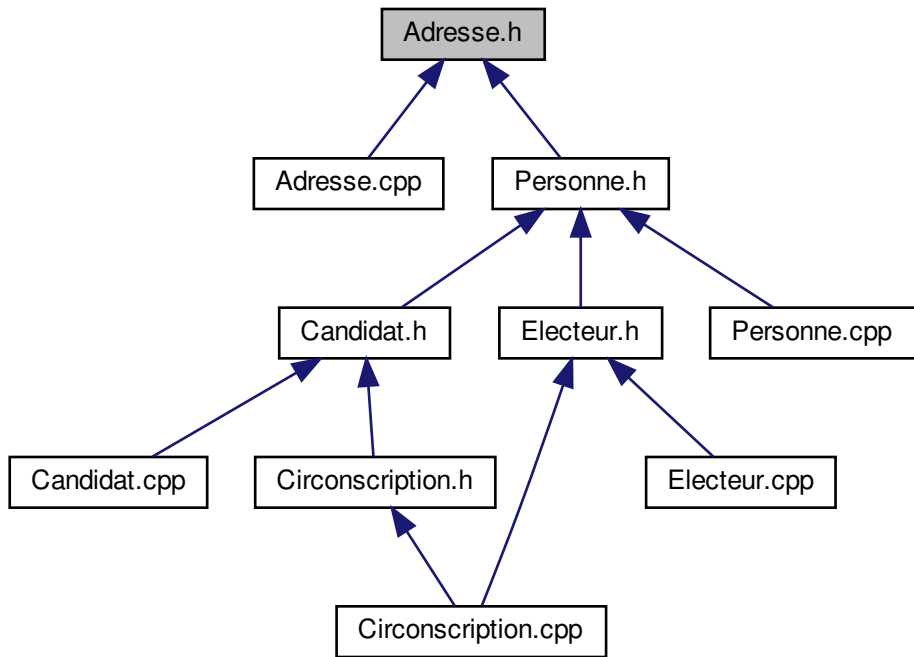 Adresse.h
Adresse.cpp
Personne.h
Candidat.h
Electeur.h
Personne.cpp
Candidat.cpp
Circonscription.h
Electeur.cpp
Circonscription.cpp